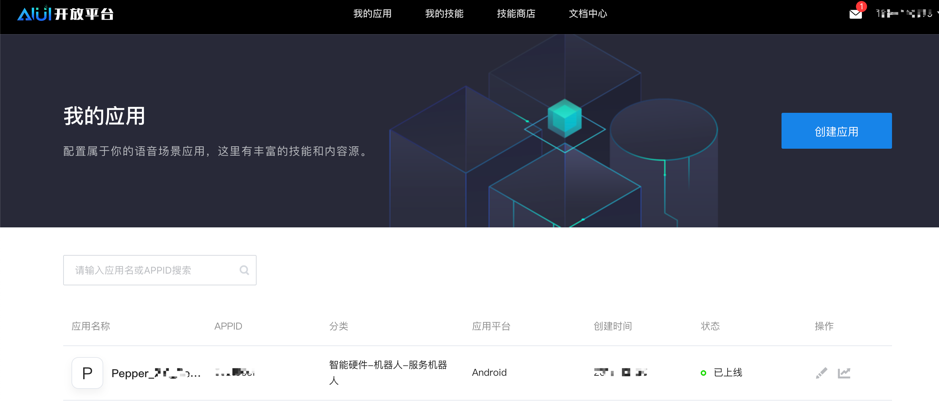 AIUI开放平台
我的应用 我的技能 技能商店 文档中心
1
我的应用
配置属于你的语音场景应用，这里有丰富的技能和内容源。
创建应用
请输入应用名或APPID搜索
应用名称 APPID 分类 应用平台 创建时间 状态 操作
P Pepper_ 智能硬件-机器人-服务机器 Android 已上线
人